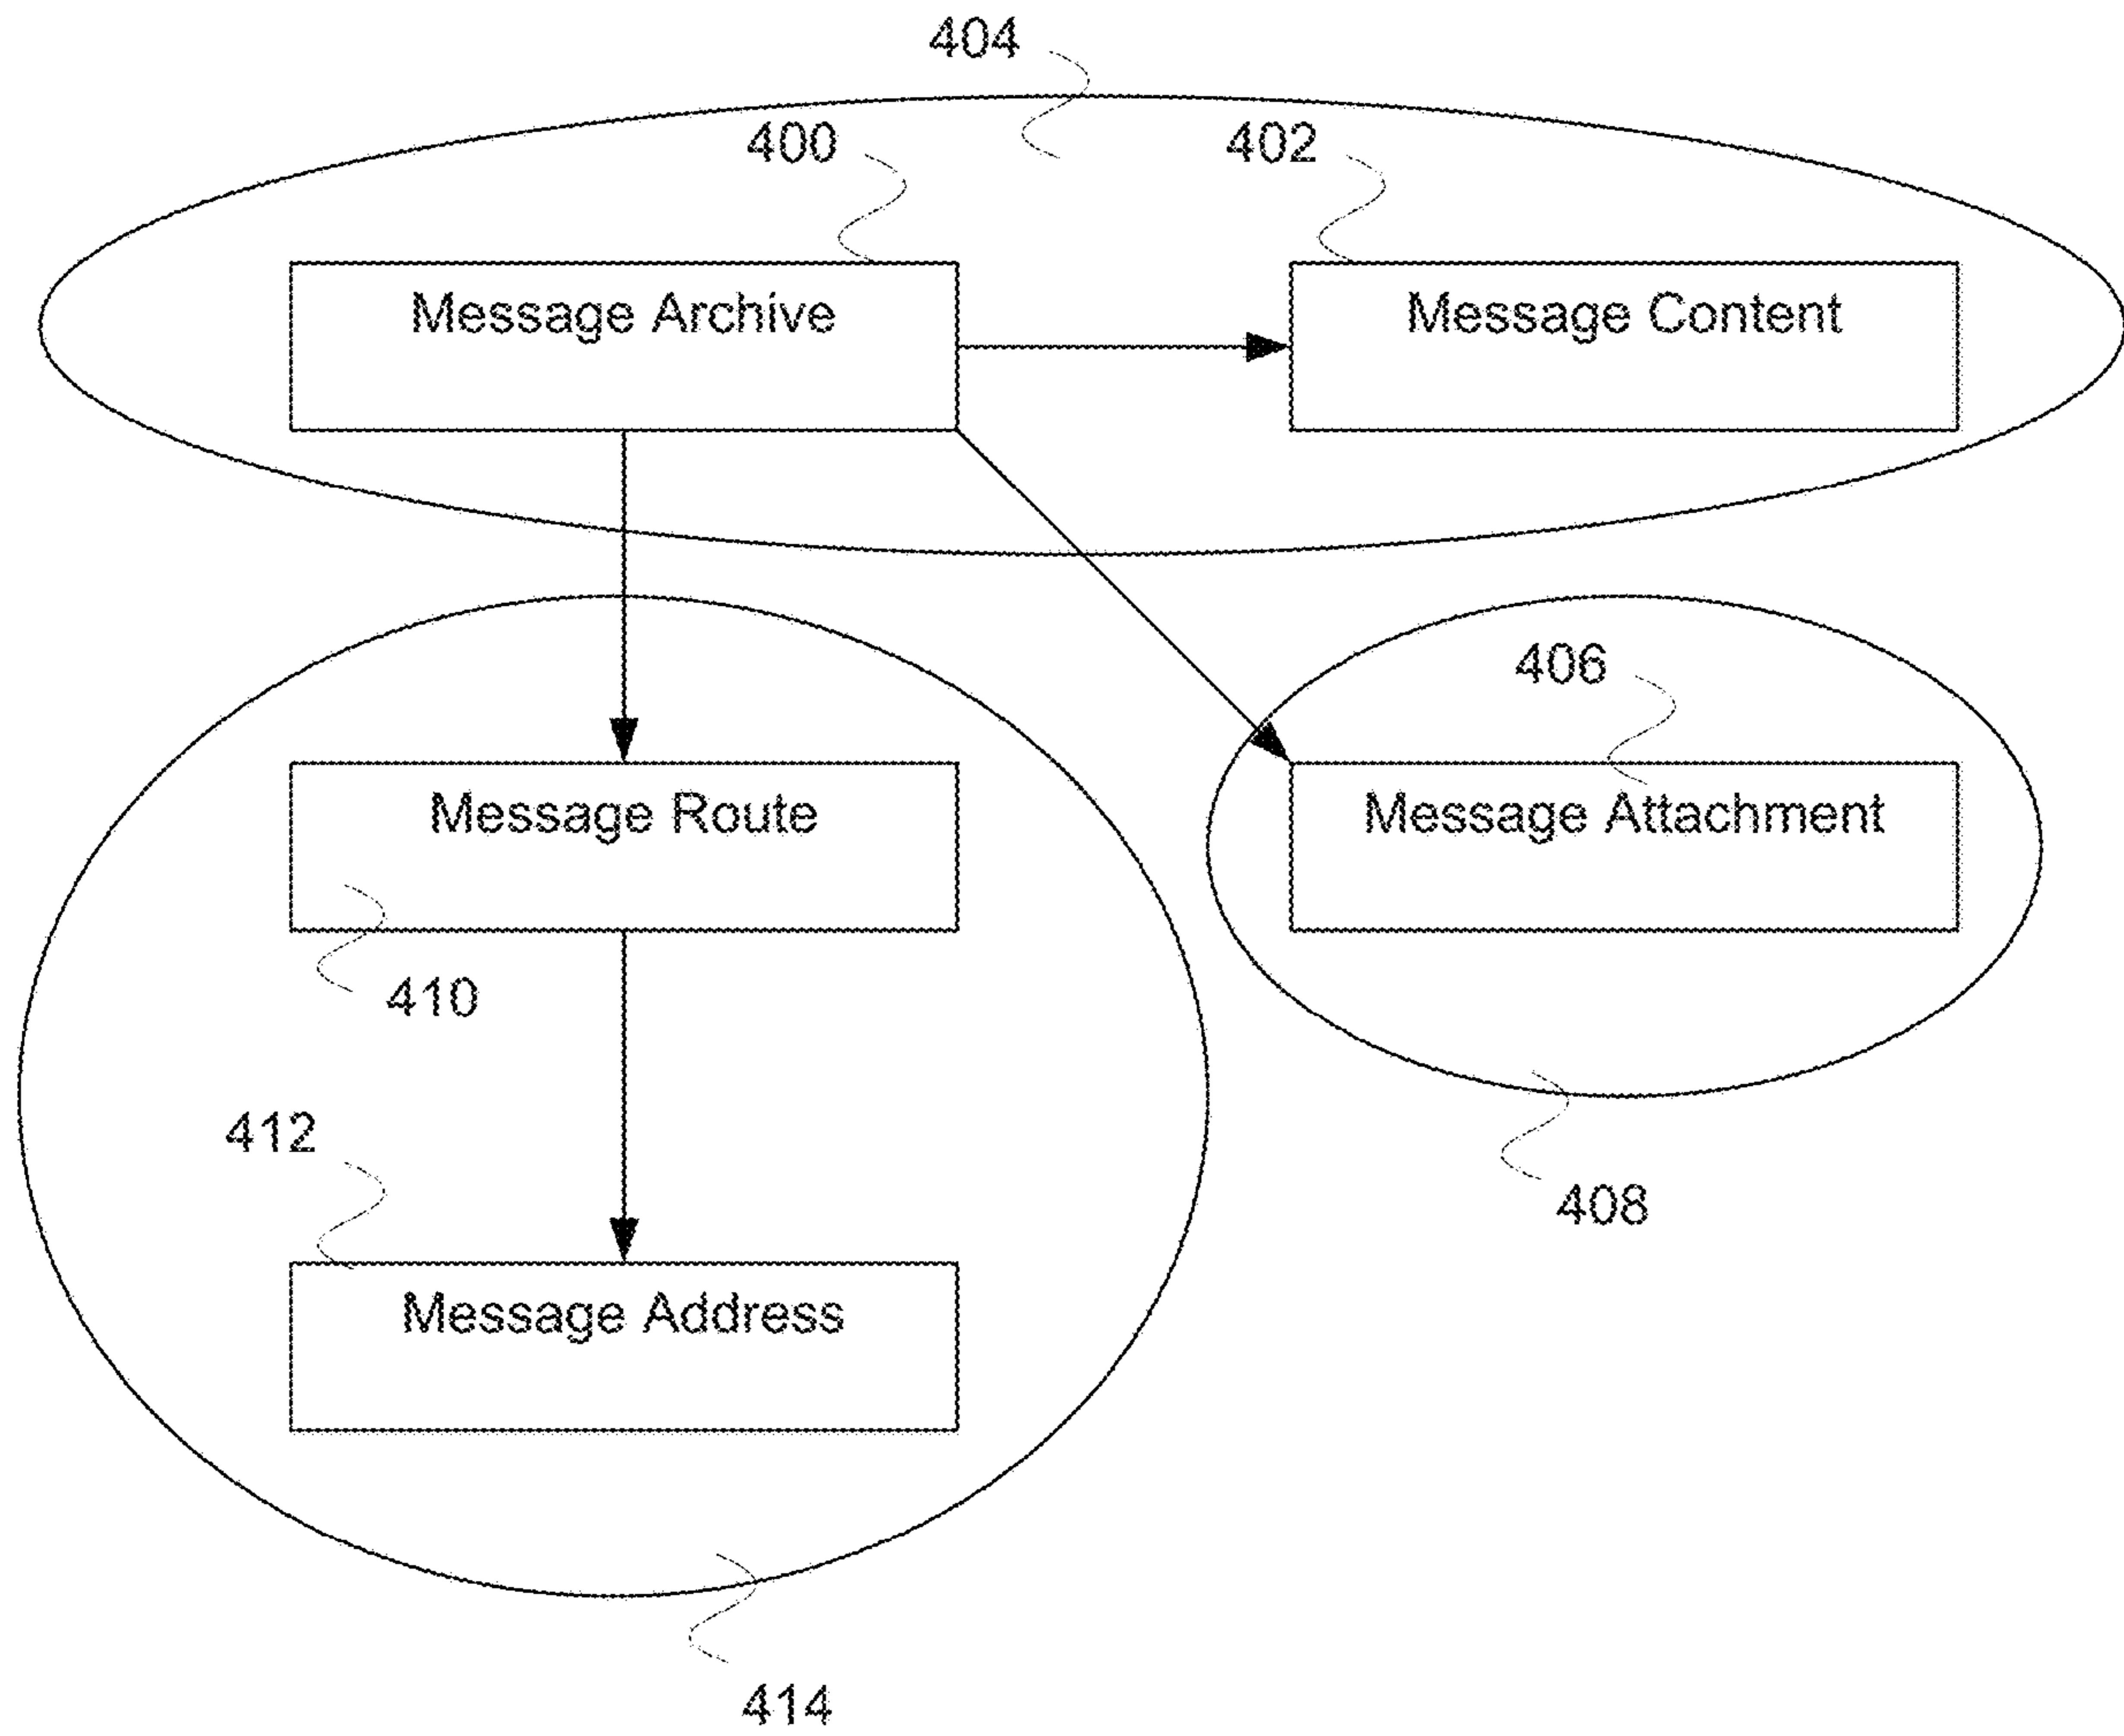 404
400
402
Message Archive
Message Content
406
Message Route
Message Attachment
410
412
408
Message Address
414